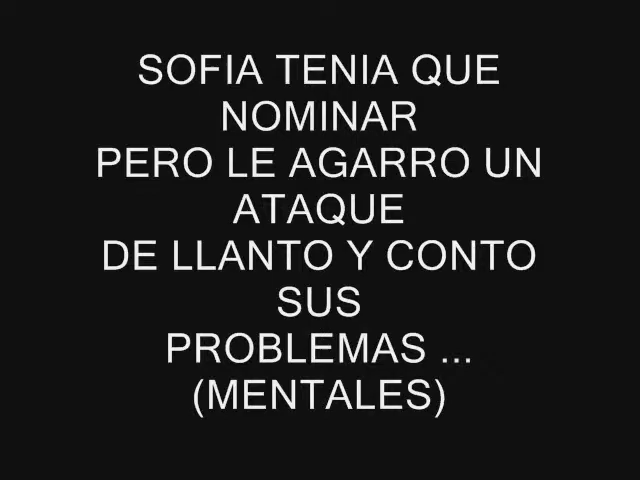 SOFIA TENIA QUE
NOMINAR
PERO LE AGARRO UN
ATAQUE
DE LLANTO Y CONTO
SUS
PROBLEMAS ...
(MENTALES)